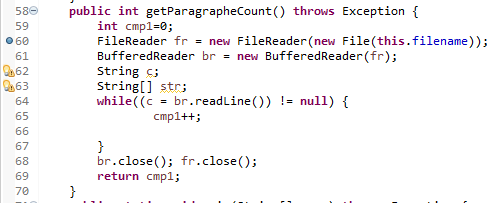 58 public int getParagrapheCount() throws Exception {
59 int cmp1=0;
60 FileReader fr = new FileReader(new File(this.filename));
61 BufferedReader br = new BufferedReader(fr);
62 String c;
63 String[] str;
64 while((c = br.readLine()) != null) {
65 cmp1++;
66
67 }
68 br.close(); fr.close();
69 return cmp1;
70 }